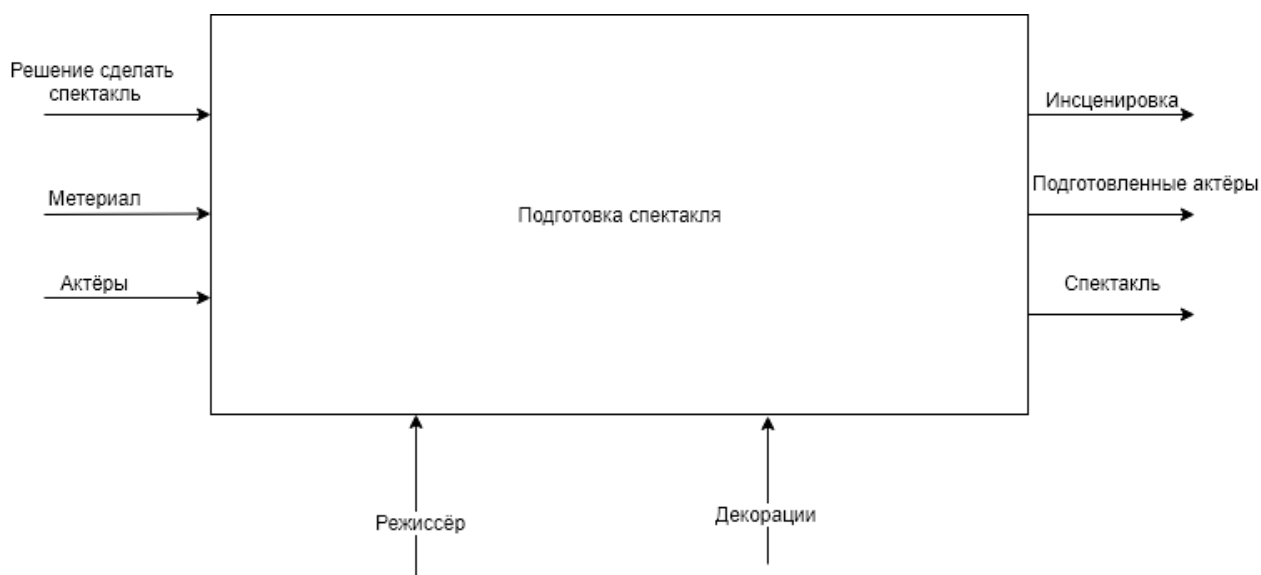 Решение сделать
спектакль
Инсценировка
Метериал
Подготовка спектакля
Подготовленные актёры
Актёры
Спектакль
Режиссёр
Декорации